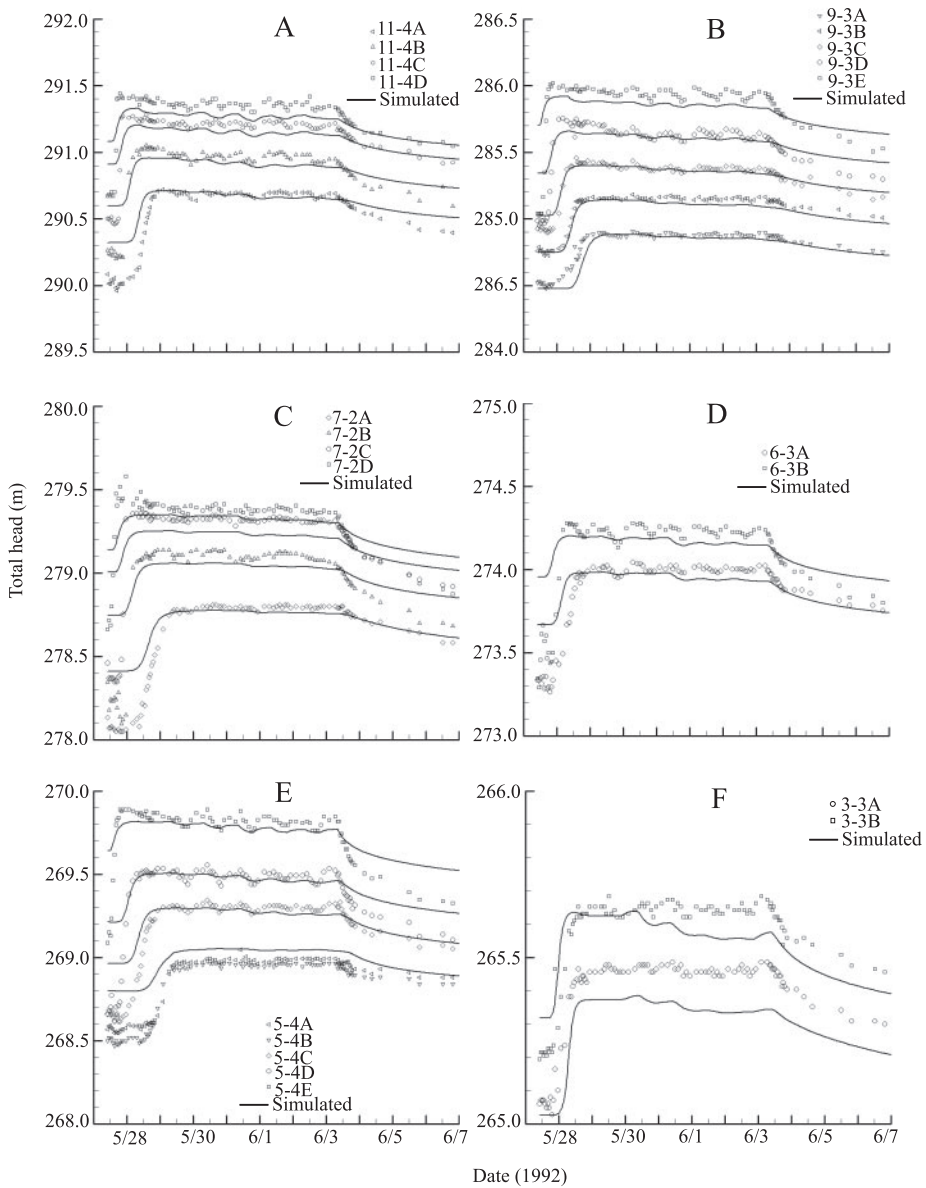 A
292.0
291.5
291.0
290.5
290.0
289.5
11-4A
11-4B
11-4C
11-4D
Simulated
B
286.5
286.0
285.5
285.0
286.5
284.0
9-3A
9-3B
9-3C
9-3D
9-3E
Simulated
C
280.0
279.5
279.0
278.5
278.0
7-2A
7-2B
7-2C
7-2D
Simulated
D
275.0
274.5
274.0
273.5
273.0
6-3A
6-3B
Simulated
Total head (m)
E
270.0
269.5
269.0
268.5
268.0
5-4A
5-4B
5-4C
5-4D
5-4E
Simulated
5/28 5/30 6/1 6/3 6/5 6/7
F
266.0
265.5
265.0
3-3A
3-3B
Simulated
5/28 5/30 6/1 6/3 6/5 6/7
Date (1992)